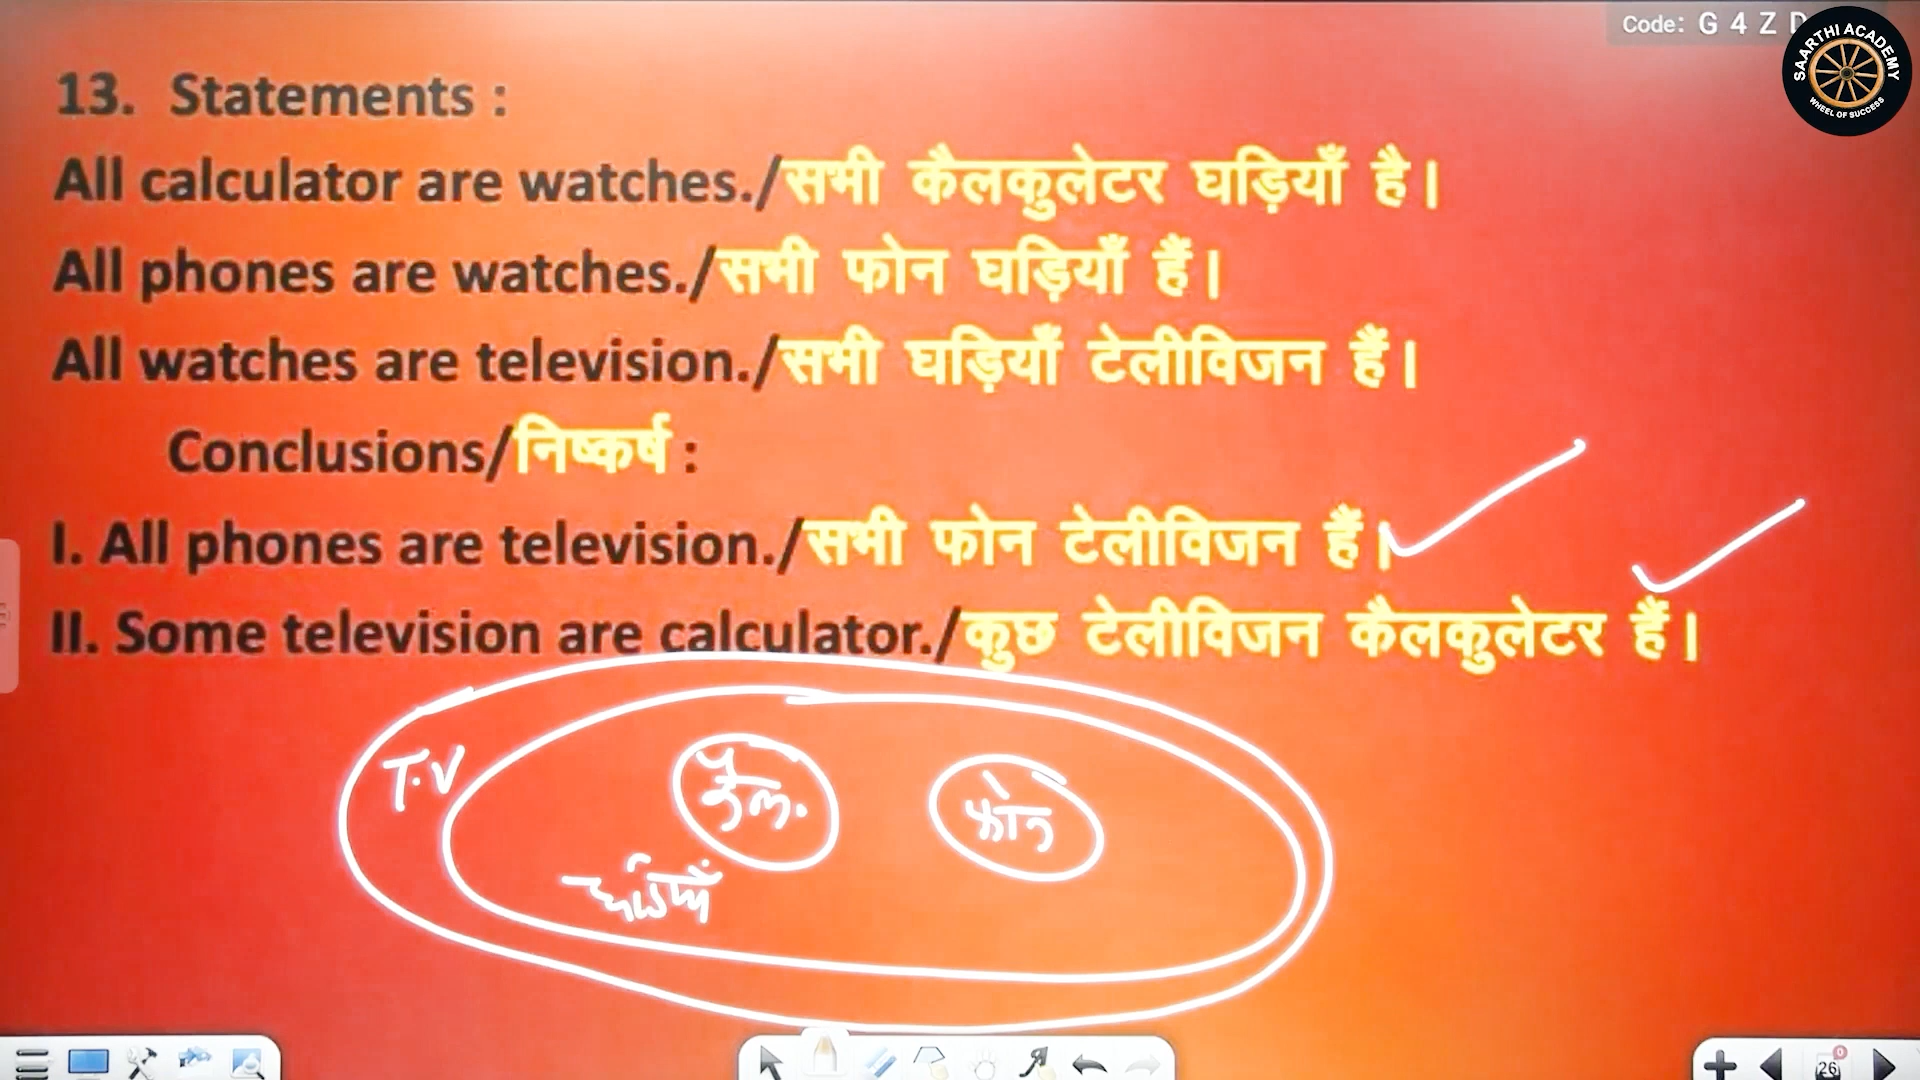 Code: G 4 Z
SAARTHI ACADEMY
WHEEL OF SUCCESS
13. Statements :
All calculator are watches./सभी कैलकुलेटर घड़ियाँ है।
All phones are watches./सभी फोन घड़ियाँ हैं।
All watches are television./सभी घड़ियाँ टेलीविजन हैं।
Conclusions/निष्कर्ष :
I. All phones are television./सभी फोन टेलीविजन हैं।
II. Some television are calculator./कुछ टेलीविजन कैलकुलेटर हैं।
T.V
कैल. फोन
घड़ियाँ
26